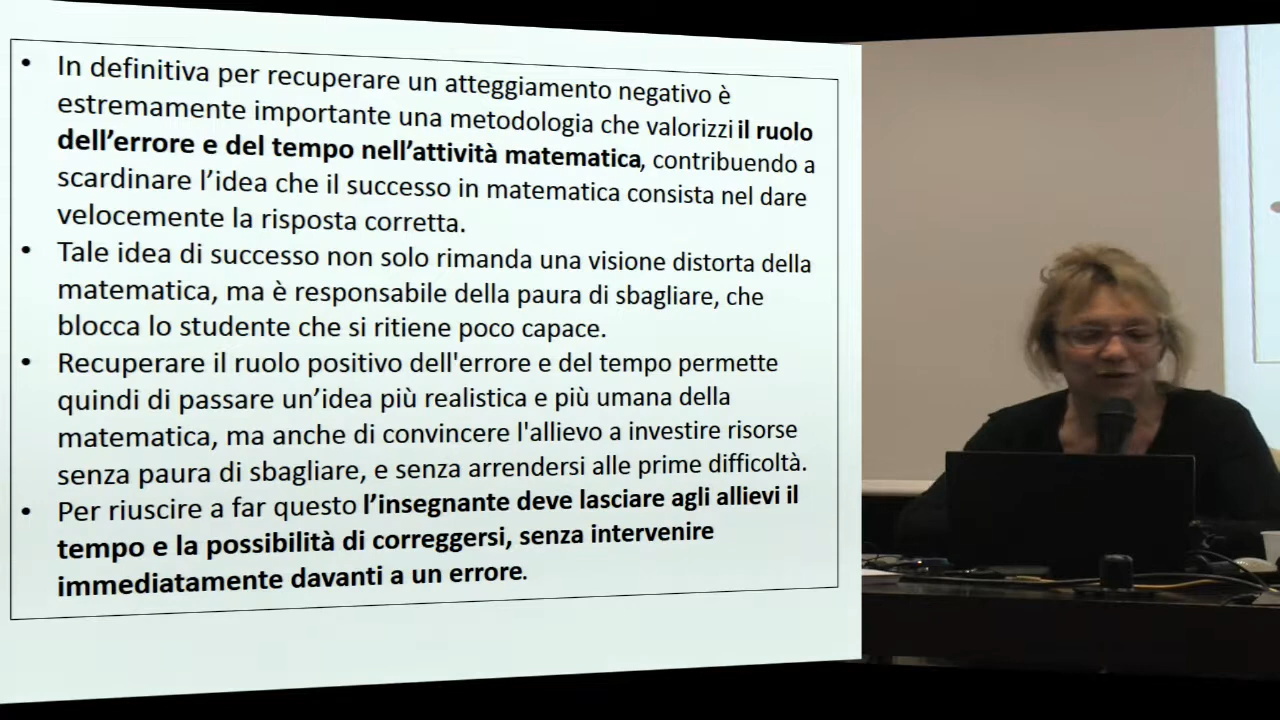 • In definitiva per recuperare un atteggiamento negativo è
estremamente importante una metodologia che valorizzi il ruolo
dell’errore e del tempo nell’attività matematica, contribuendo a
scardinare l’idea che il successo in matematica consista nel dare
velocemente la risposta corretta.
• Tale idea di successo non solo rimanda una visione distorta della
matematica, ma è responsabile della paura di sbagliare, che
blocca lo studente che si ritiene poco capace.
• Recuperare il ruolo positivo dell'errore e del tempo permette
quindi di passare un’idea più realistica e più umana della
matematica, ma anche di convincere l'allievo a investire risorse
senza paura di sbagliare, e senza arrendersi alle prime difficoltà.
• Per riuscire a far questo l’insegnante deve lasciare agli allievi il
tempo e la possibilità di correggersi, senza intervenire
immediatamente davanti a un errore.